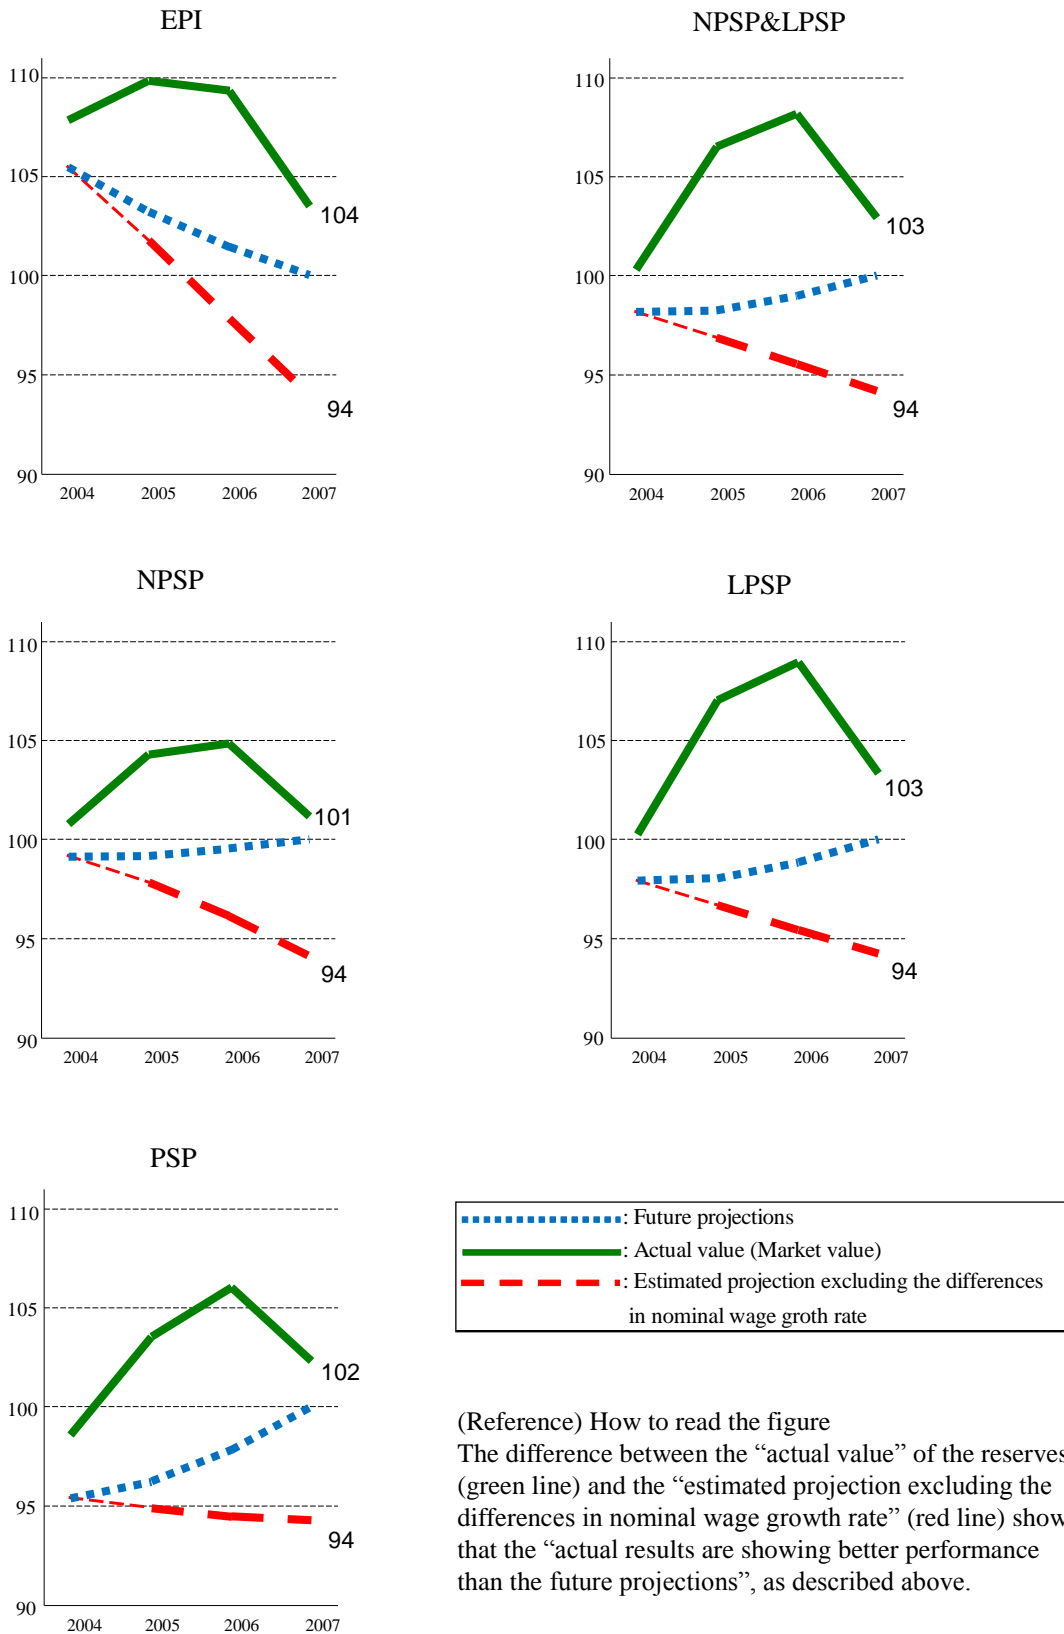 EPI
110
105
100
95
90
104
94
2004 2005 2006 2007
NPSP&LPSP
110
105
100
95
90
103
94
2004 2005 2006 2007
NPSP
110
105
100
95
90
101
94
2004 2005 2006 2007
LPSP
110
105
100
95
90
103
94
2004 2005 2006 2007
PSP
110
105
100
95
90
102
94
2004 2005 2006 2007
: Future projections
: Actual value (Market value)
: Estimated projection excluding the differences
in nominal wage groth rate
(Reference) How to read the figure
The difference between the “actual value” of the reserves
(green line) and the “estimated projection excluding the
differences in nominal wage growth rate” (red line) show
that the “actual results are showing better performance
than the future projections”, as described above.